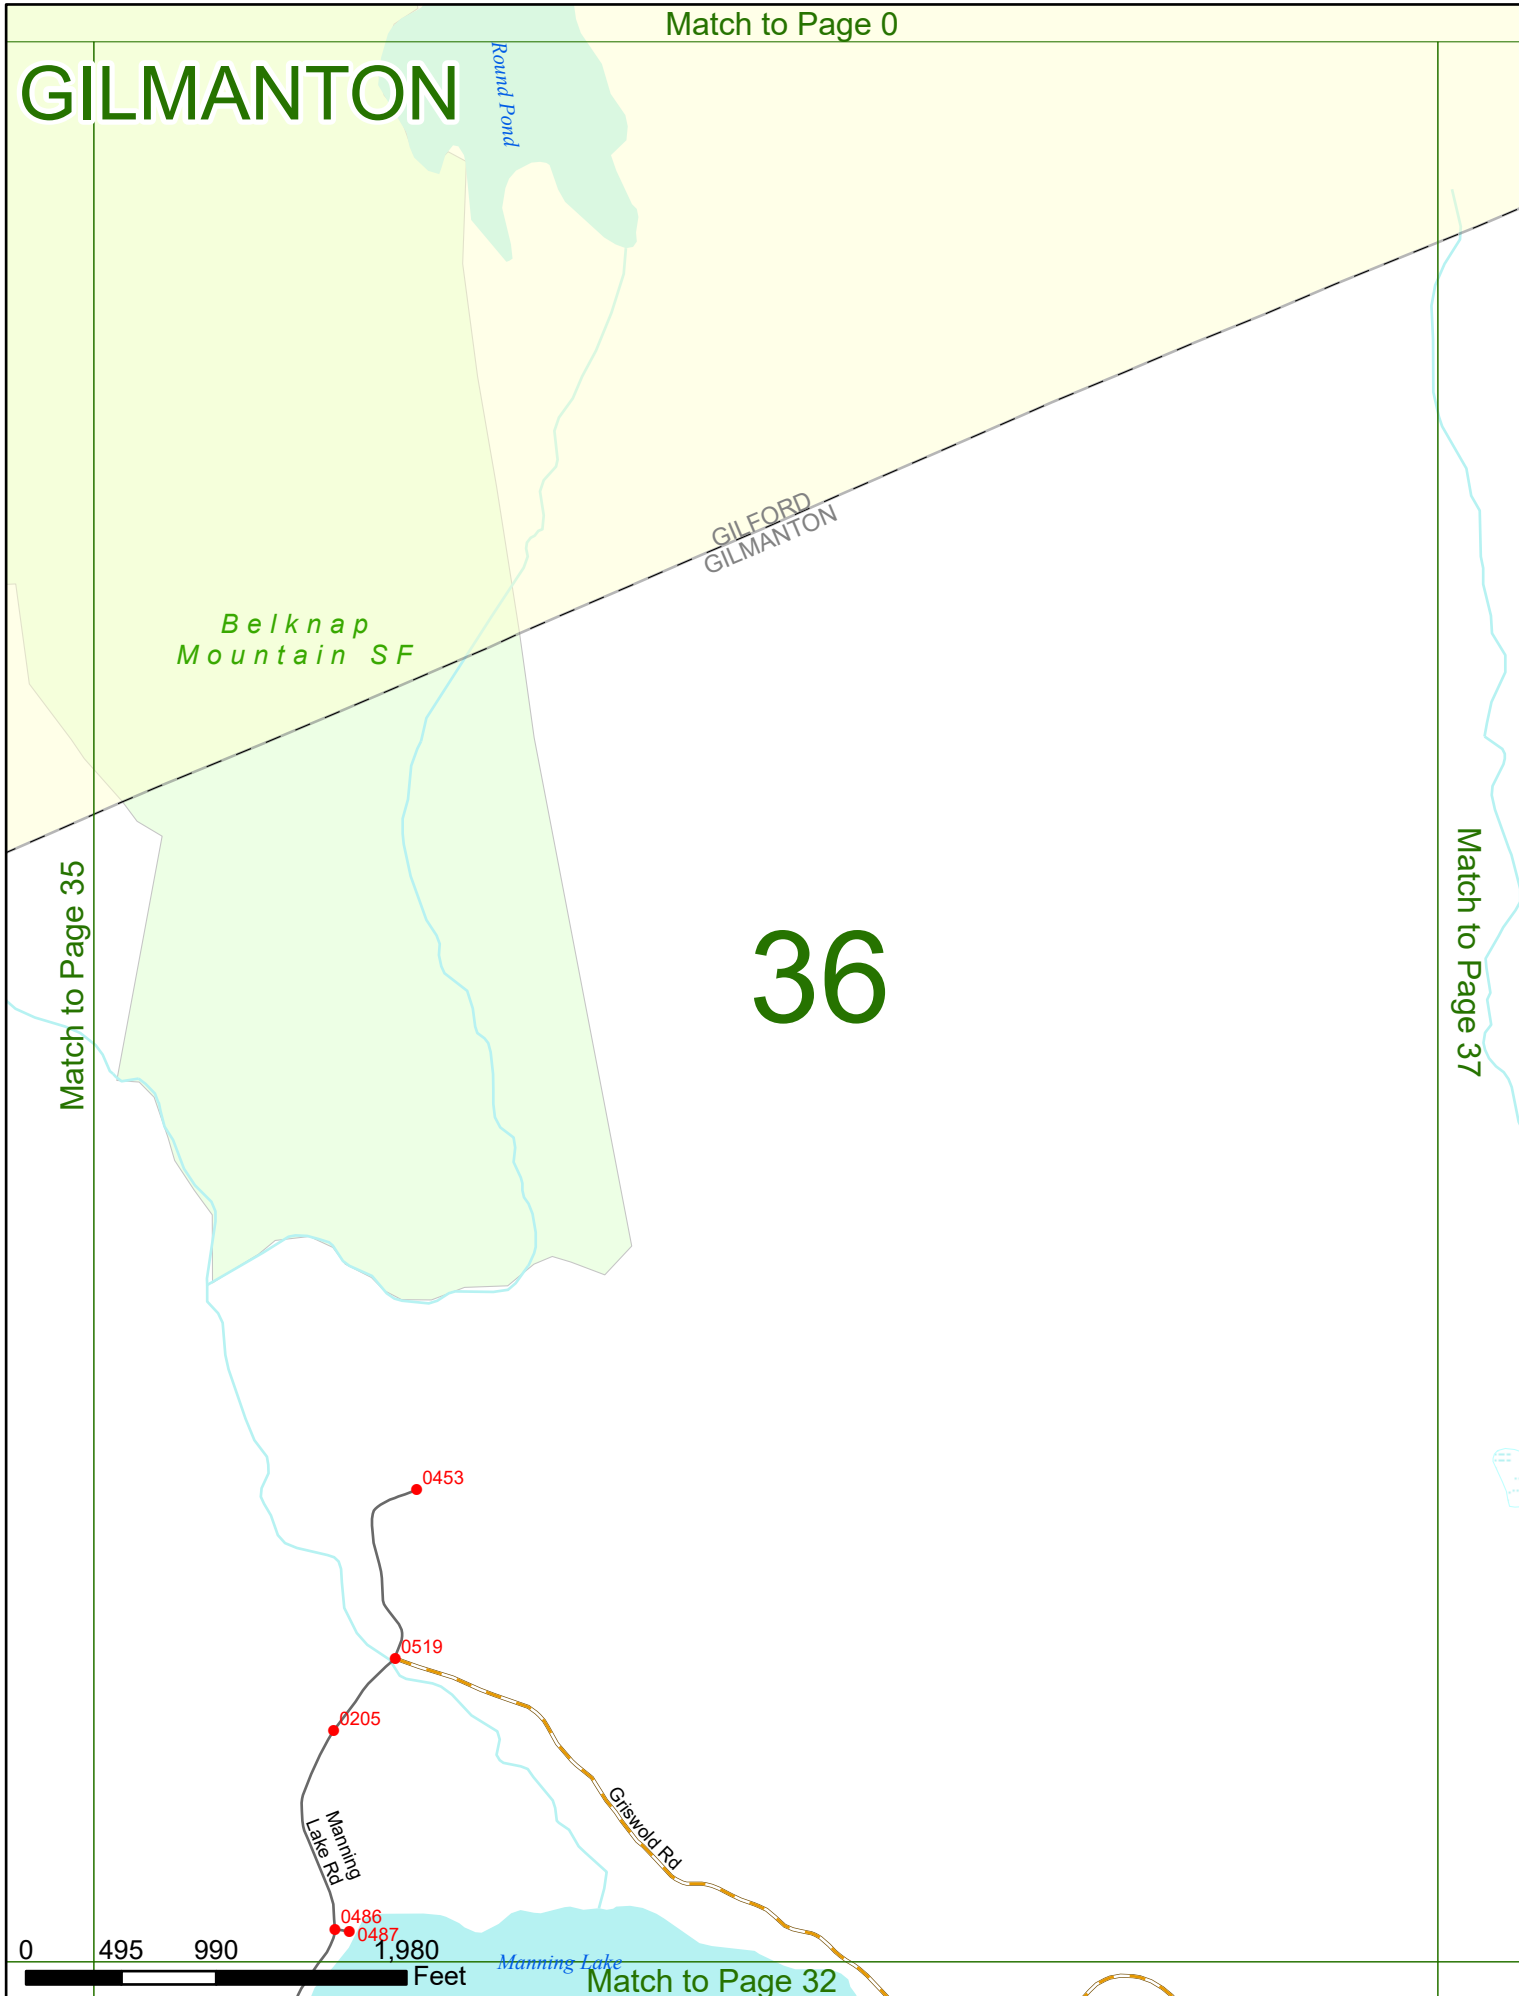 Match to Page 0
GILMANTON
Round Pond
GILFORD
GILMANTON
Belknap
Mountain SF
Match to Page 35
36
Match to Page 37
0453
0519
0205
Griswold Rd
Manning
Lake Rd
0486
0487
0 495 990 1,980
Feet
Manning Lake
Match to Page 32